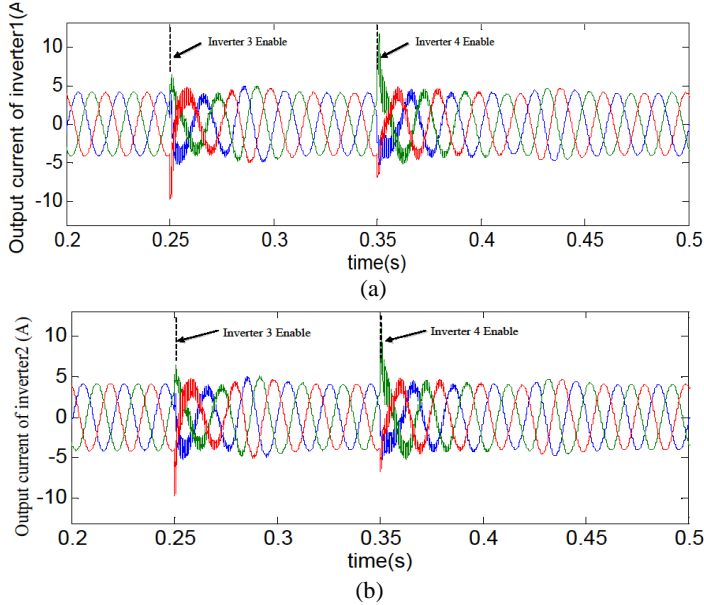 Output current of inverter1(A
10
5
0
-5
-10
Inverter 3 Enable
Inverter 4 Enable
0.2 0.25 0.3 0.35 0.4 0.45 0.5
time(s)
(a)
Output current of inverter2 (A)
10
5
0
-5
-10
Inverter 3 Enable
Inverter 4 Enable
0.2 0.25 0.3 0.35 0.4 0.45 0.5
time(s)
(b)